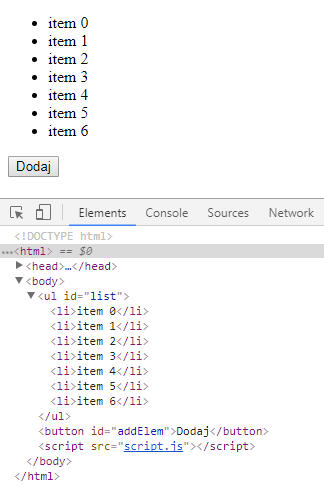 item 0
item 1
item 2
item 3
item 4
item 5
item 6
Dodaj
Elements Console Sources Network
<!DOCTYPE html>
...<html> == $0
▶<head>…</head>
▼<body>
▼<ul id="list">
<li>item 0</li>
<li>item 1</li>
<li>item 2</li>
<li>item 3</li>
<li>item 4</li>
<li>item 5</li>
<li>item 6</li>
</ul>
<button id="addElem">Dodaj</button>
<script src="script.js"></script>
</body>
</html>